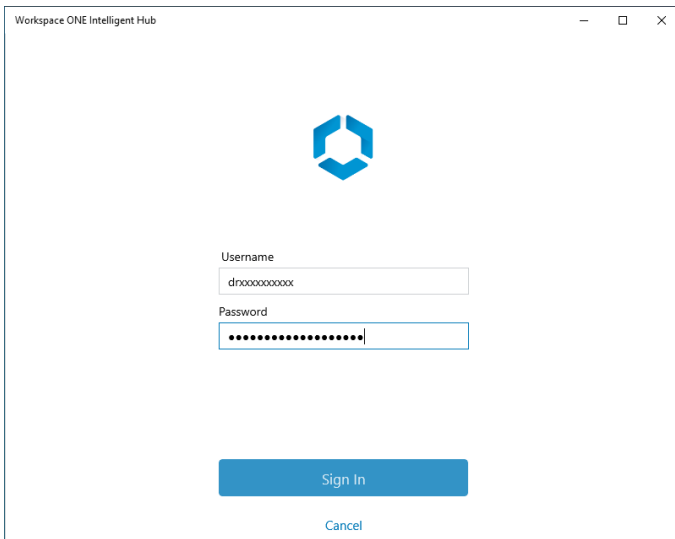 Workspace ONE Intelligent Hub
Username
drxxxxxxxxxx
Password
●●●●●●●●●●●●●●●●●●●
Sign In
Cancel